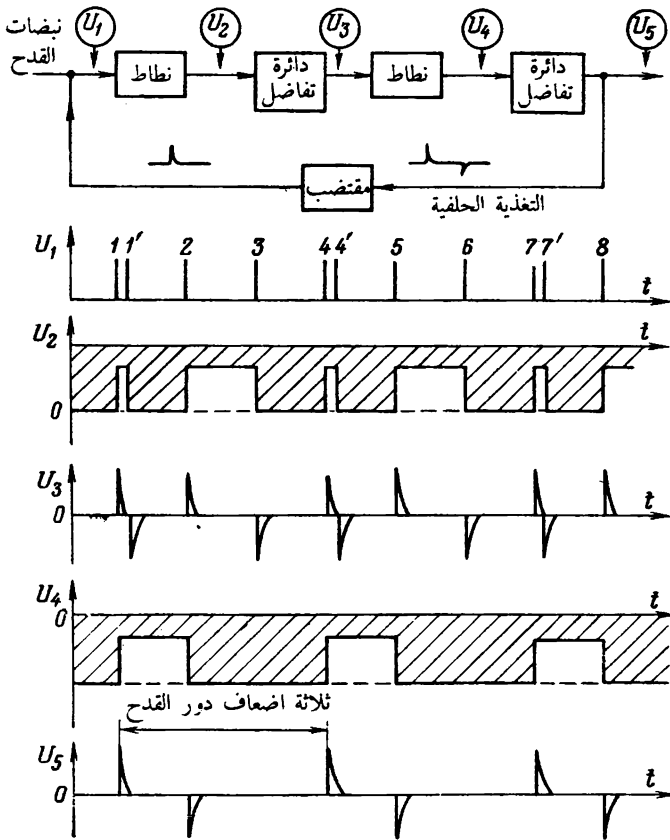 U₁ U₂ U₃ U₄ U₅
نبضات
القدح
نطاط
دائرة
تفاضل
نطاط
دائرة
تفاضل
مقتضب
التغذية الحلفية
U₁ 1 1' 2 3 4 4' 5 6 7 7' 8 t
U₂ t
0
U₃ t
0
U₄ t
0
ثلاثة اضعاف دور القدح
U₅ t
0